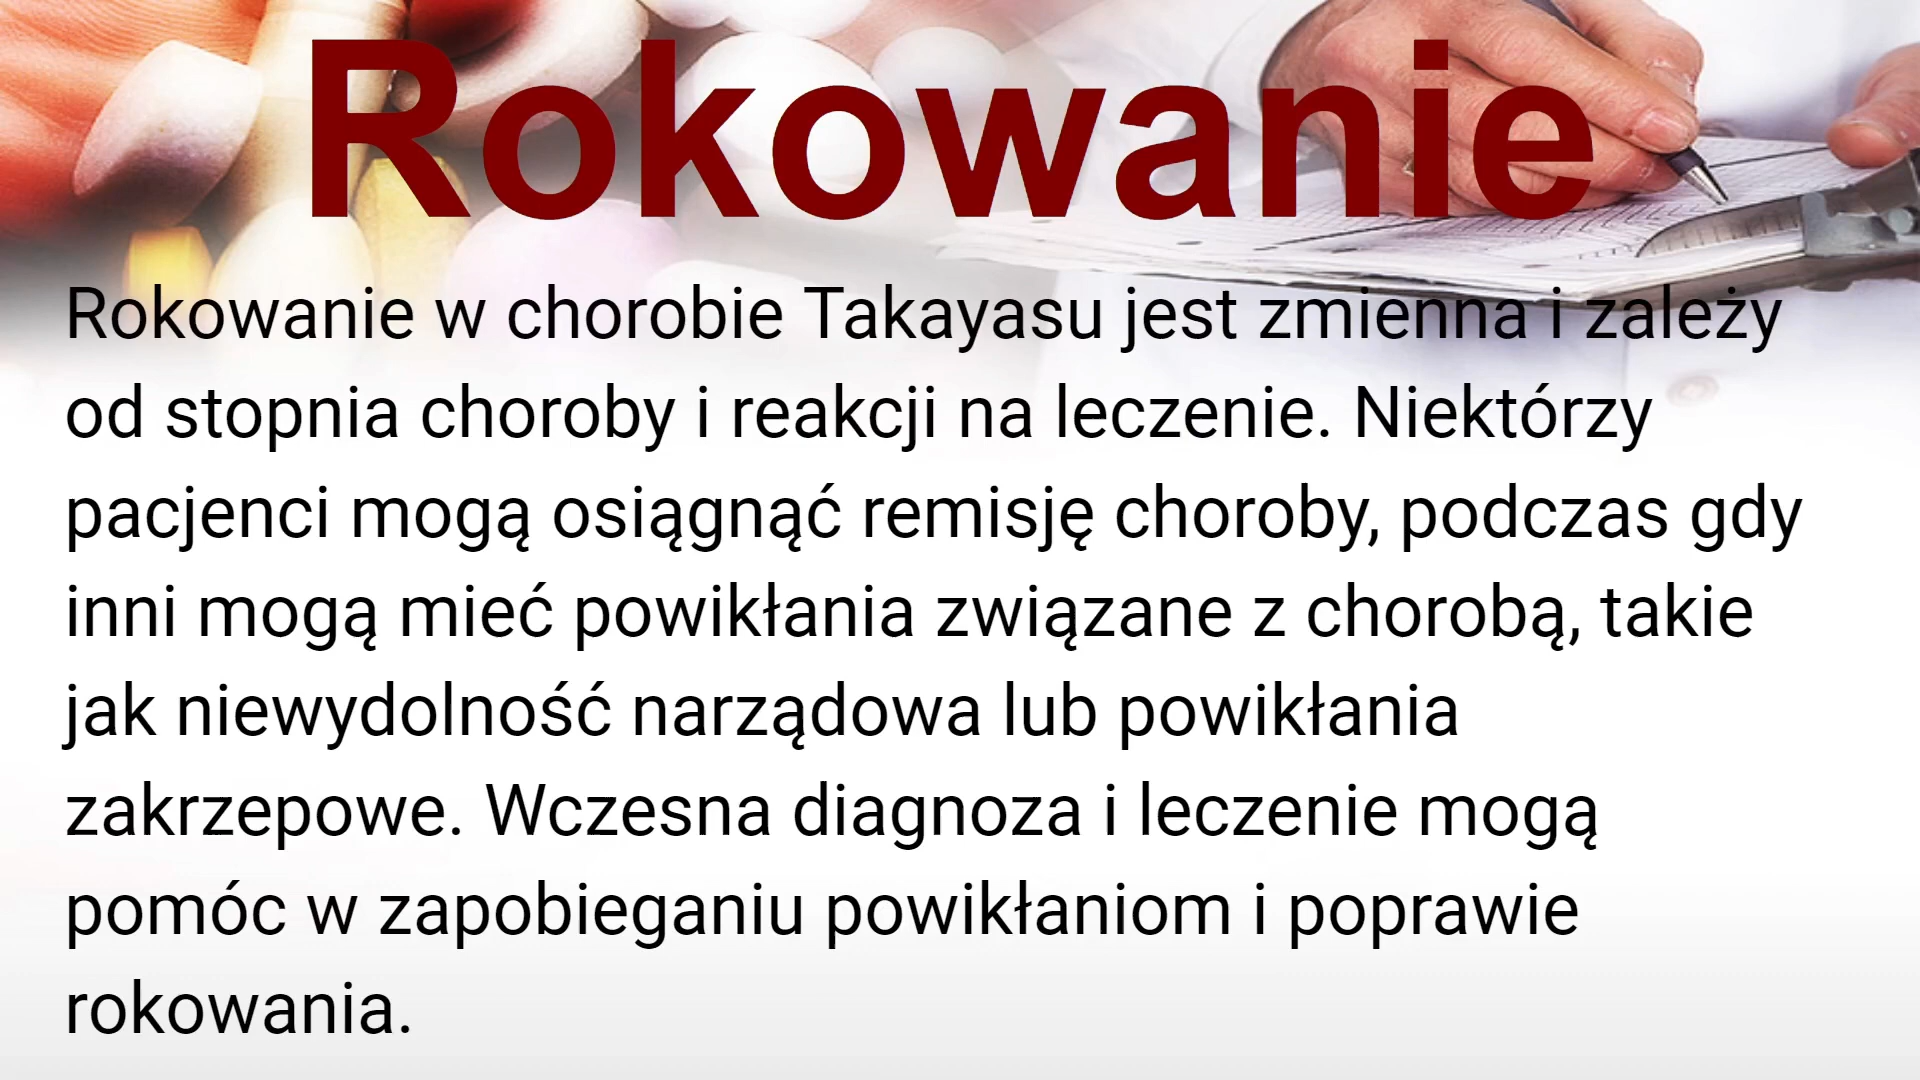 Rokowanie
Rokowanie w chorobie Takayasu jest zmienna i zależy
od stopnia choroby i reakcji na leczenie. Niektórzy
pacjenci mogą osiągnąć remisję choroby, podczas gdy
inni mogą mieć powikłania związane z chorobą, takie
jak niewydolność narządowa lub powikłania
zakrzepowe. Wczesna diagnoza i leczenie mogą
pomóc w zapobieganiu powikłaniom i poprawie
rokowania.